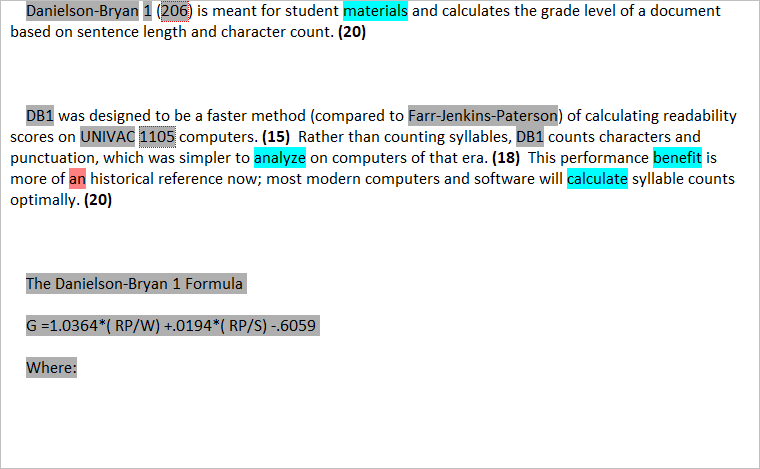 Danielson-Bryan 1 (206) is meant for student materials and calculates the grade level of a document
based on sentence length and character count. (20)
DB1 was designed to be a faster method (compared to Farr-Jenkins-Paterson) of calculating readability
scores on UNIVAC 1105 computers. (15) Rather than counting syllables, DB1 counts characters and
punctuation, which was simpler to analyze on computers of that era. (18) This performance benefit is
more of an historical reference now; most modern computers and software will calculate syllable counts
optimally. (20)
The Danielson-Bryan 1 Formula
G =1.0364*( RP/W) +.0194*( RP/S) -.6059
Where: